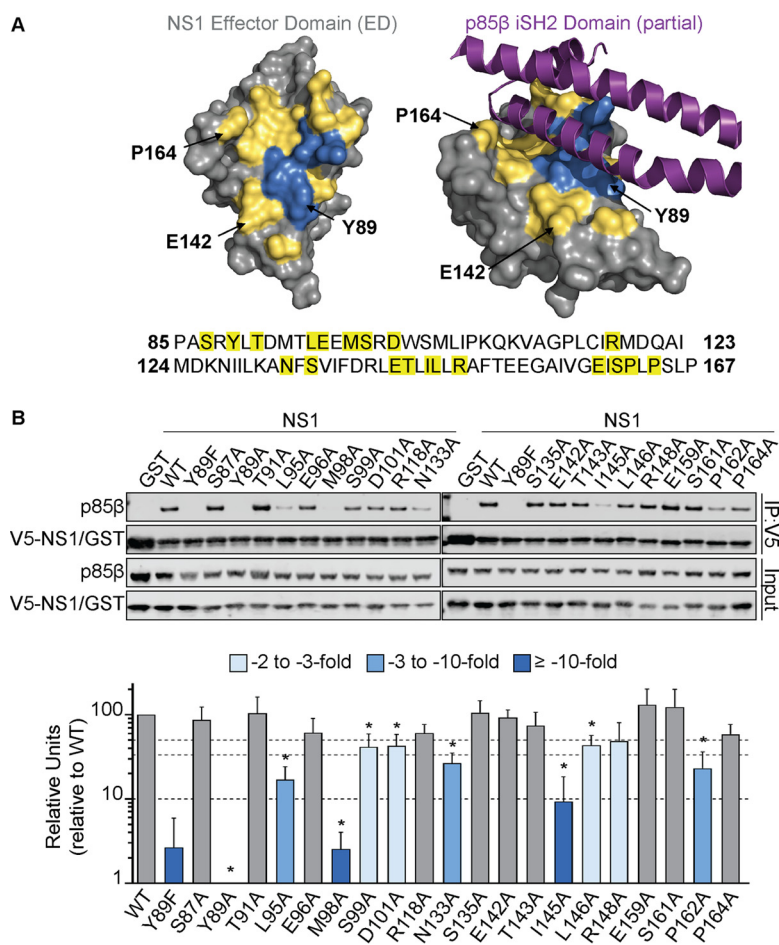 A
NS1 Effector Domain (ED)
p85β iSH2 Domain (partial)
P164
E142
Y89
P164
Y89
E142
85 PASRYLTDMTLEEMSRDWSMLIPKQKVAGPLCIRMDQAI 123
124 MDKNIILKANFSVIFDRLETLILLRAFTEEGAIVGEISPLPSLP 167
B
NS1
NS1
GST WT Y89F S87A Y89A T91A L95A E96A M98A S99A D101A R118A N133A
GST WT Y89F S135A E142A T143A I145A L146A R148A E159A S161A P162A P164A
p85β
V5-NS1/GST
IP:V5
p85β
V5-NS1/GST
Input
-2 to -3-fold
-3 to -10-fold
≥ -10-fold
Relative Units
(relative to WT)
100
10
1
* * * * * * * * * *
WT Y89F S87A Y89A T91A L95A E96A M98A S99A D101A R118A N133A S135A E142A T143A I145A L146A R148A E159A S161A P162A P164A